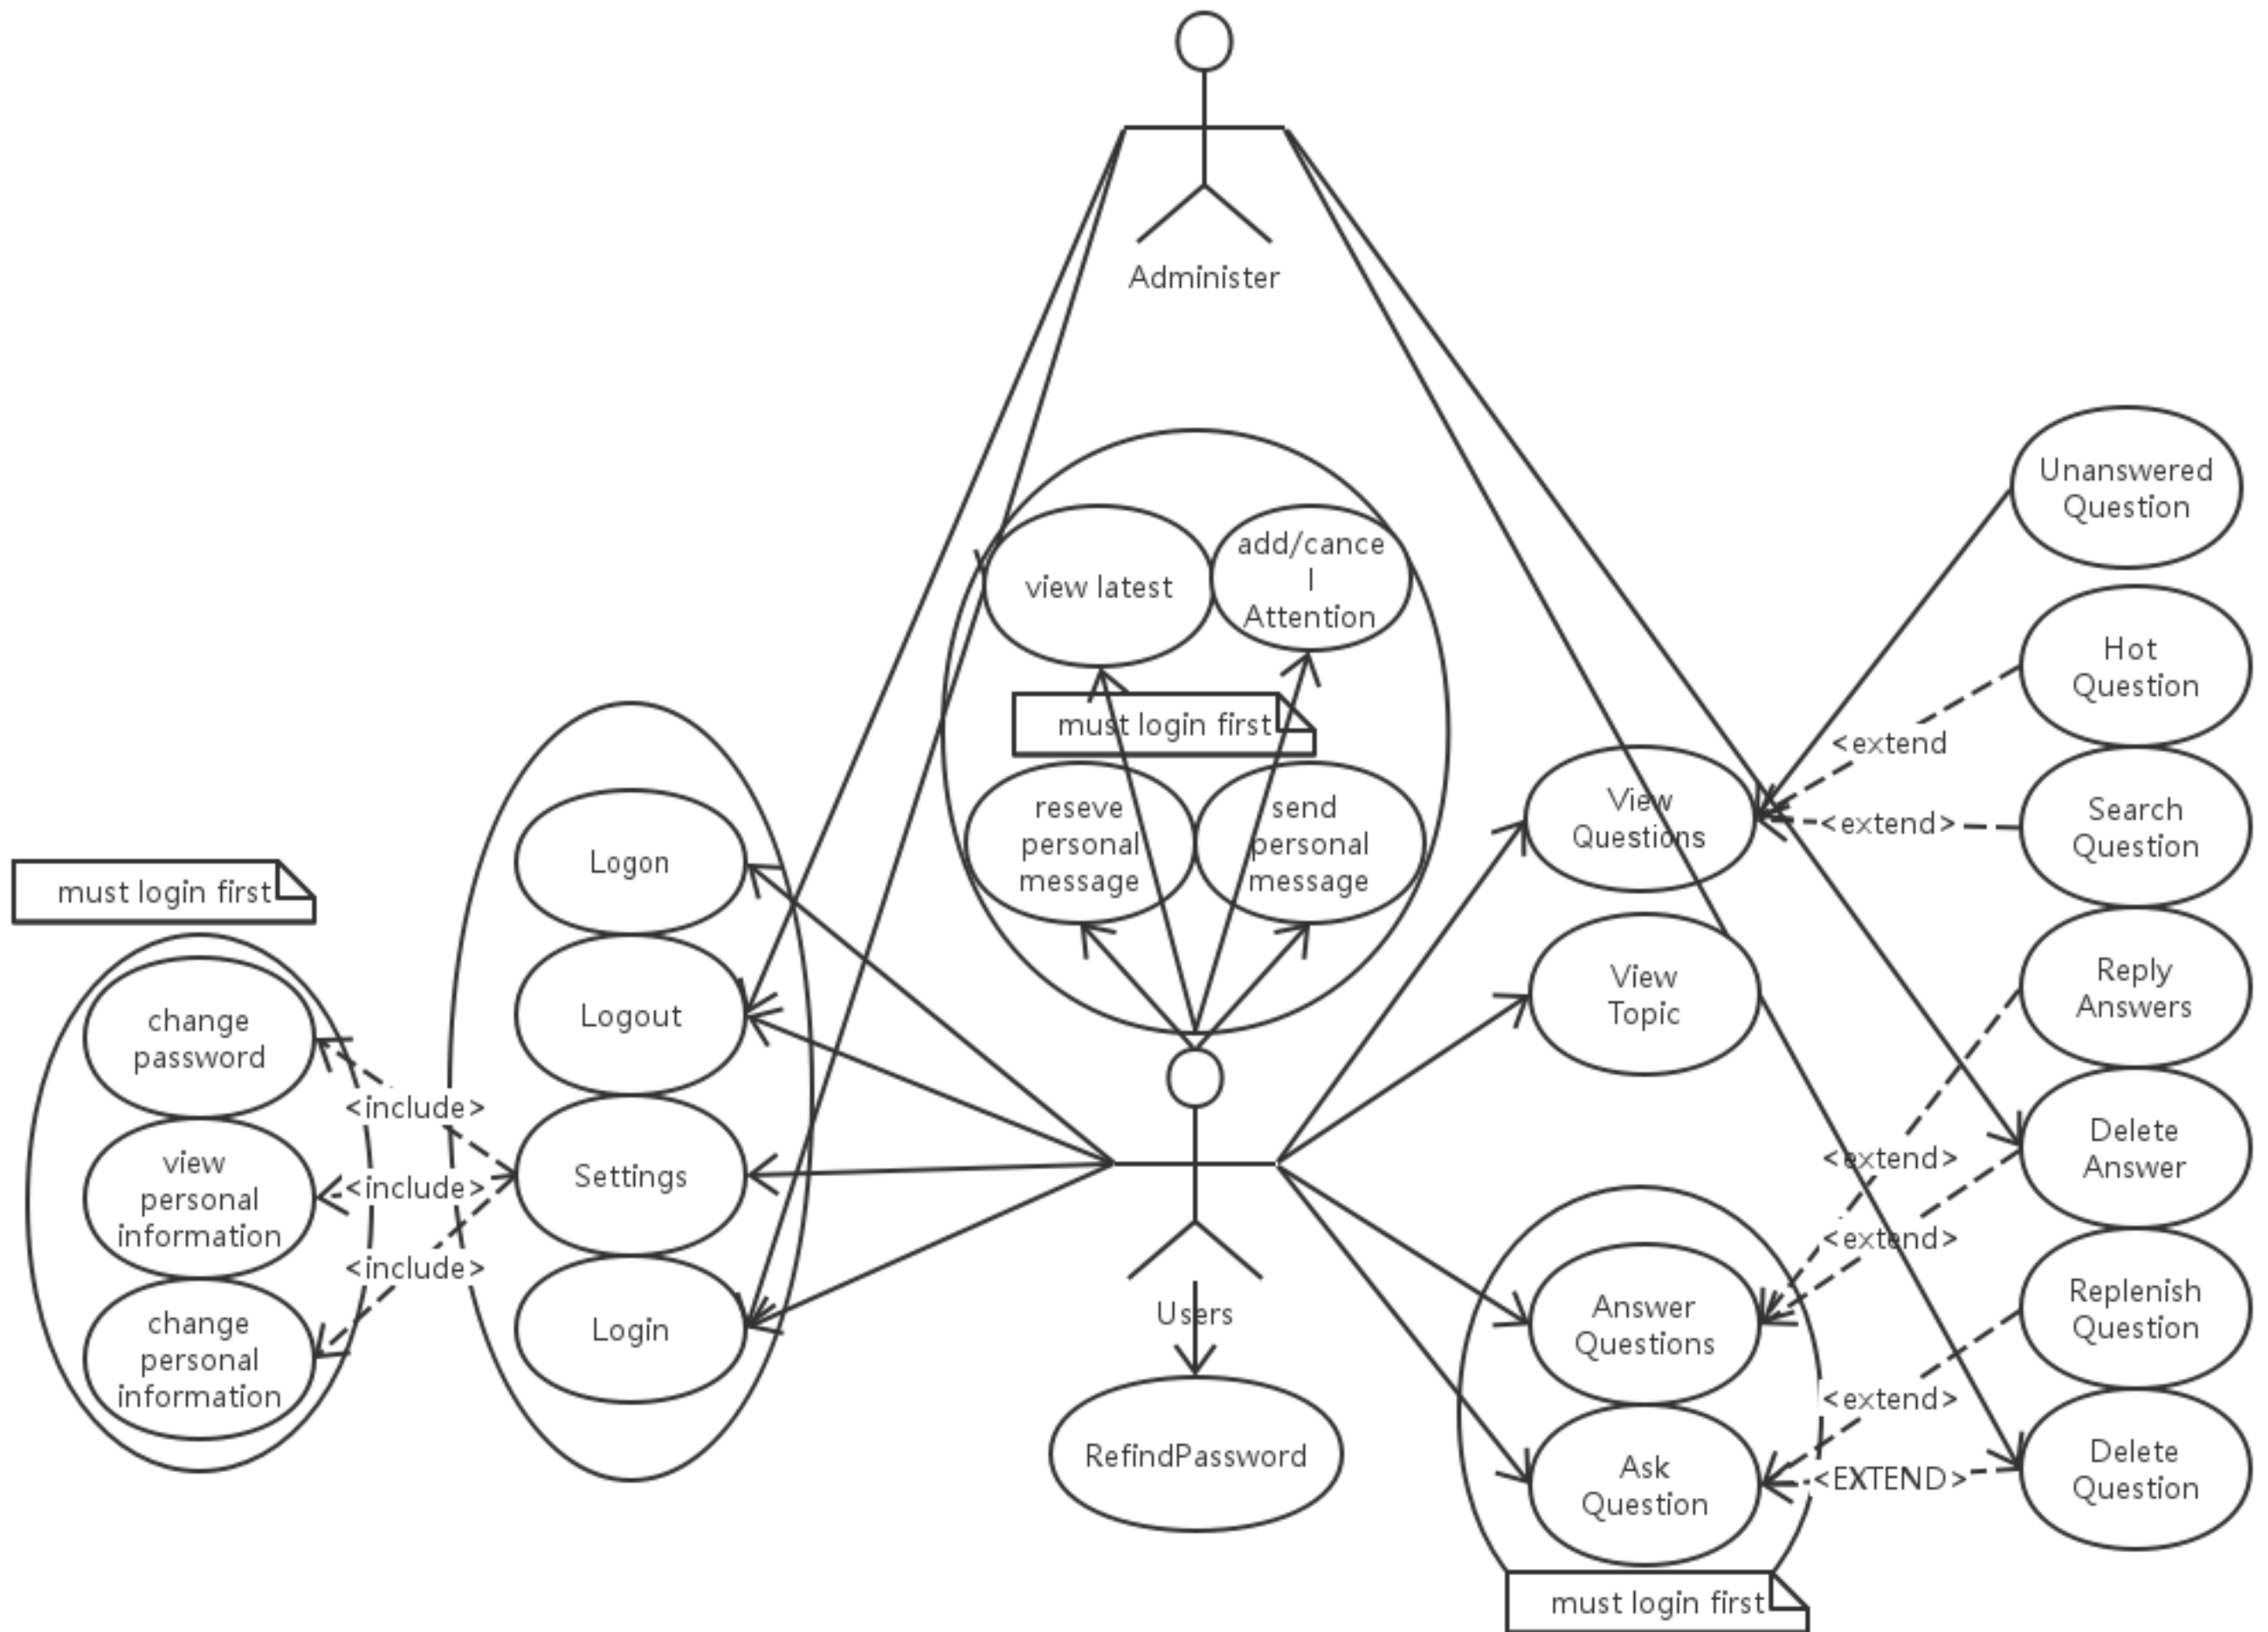 Administer
Unanswered
Question
view latest
add/cance
l
Attention
Hot
Question
must login first
<extend
View
Questions
<extend>
Search
Question
reseve
personal
message
send
personal
message
Logon
must login first
View
Topic
Reply
Answers
Logout
change
password
<include>
<extend>
Delete
Answer
Settings
view
personal
information
<include>
<extend>
<include>
Users
Answer
Questions
Replenish
Question
Login
change
personal
information
<extend>
RefindPassword
Ask
Question
<EXTEND>
Delete
Question
must login first